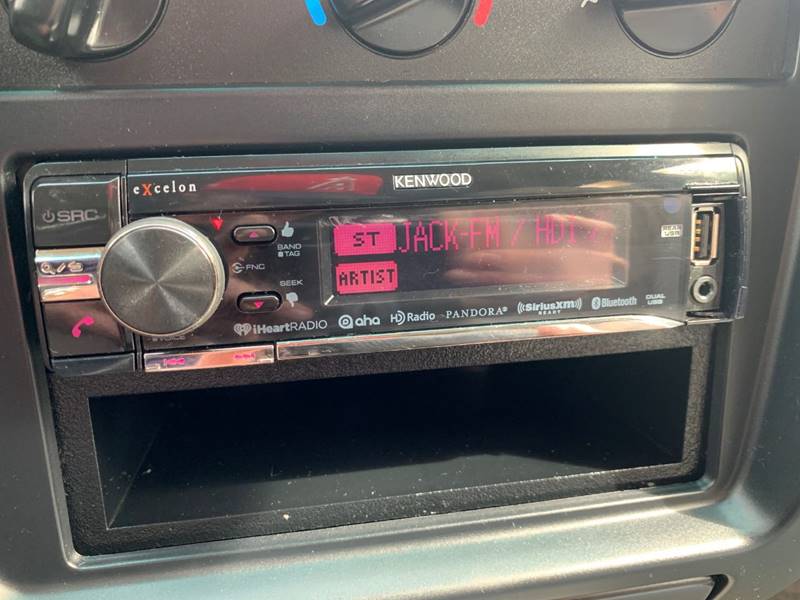 eXcelon
KENWOOD
SRC
BAND
TAG
FNC
SEEK
ST JACK-FM / HD1 /
ARTIST
REAR
USB
iHeartRADIO aha HD Radio PANDORA® ((SiriusXM))
READY
Bluetooth
DUAL
USB